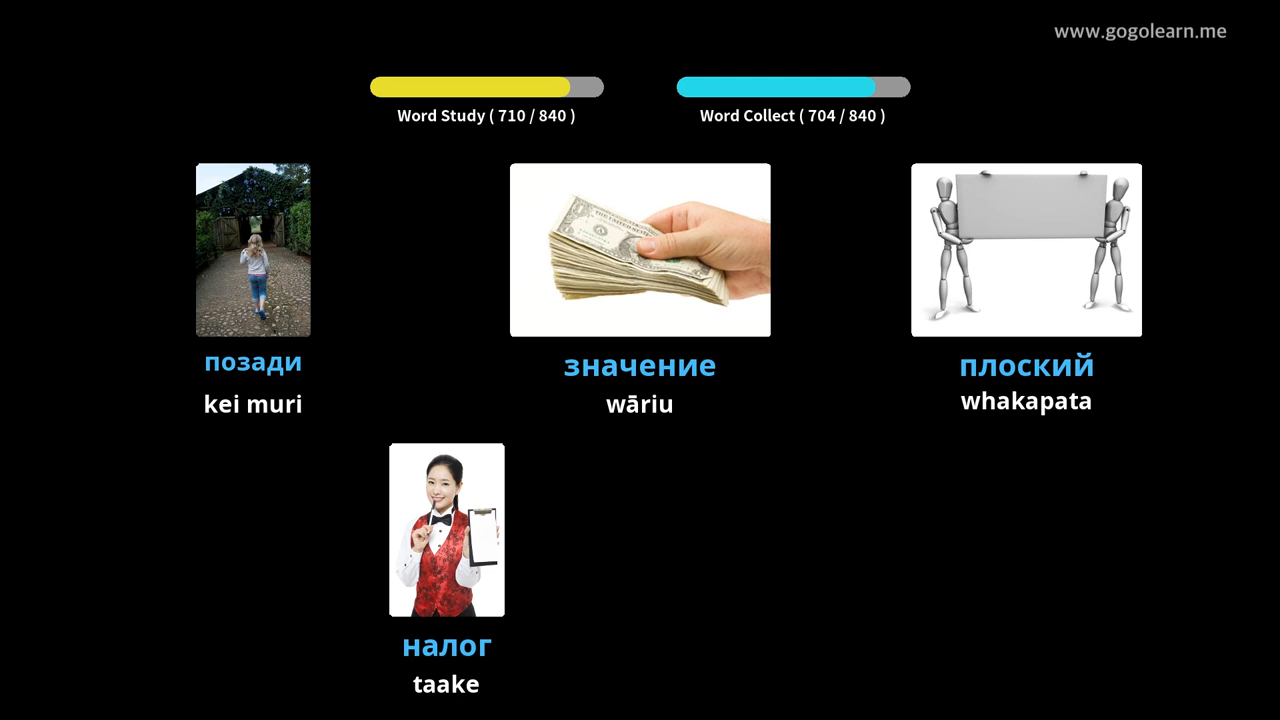 www.gogolearn.me
Word Study ( 710 / 840 )
Word Collect ( 704 / 840 )
позади
kei muri
значение
wāriu
плоский
whakapata
налог
taake